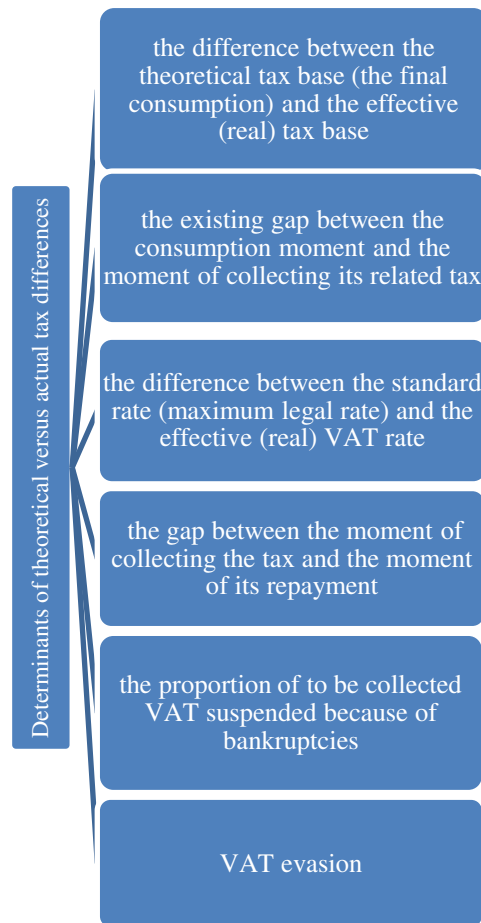 Determinants of theoretical versus actual tax differences
the difference between the
theoretical tax base (the final
consumption) and the effective
(real) tax base
the existing gap between the
consumption moment and the
moment of collecting its related tax
the difference between the standard
rate (maximum legal rate) and the
effective (real) VAT rate
the gap between the moment of
collecting the tax and the moment
of its repayment
the proportion of to be collected
VAT suspended because of
bankruptcies
VAT evasion